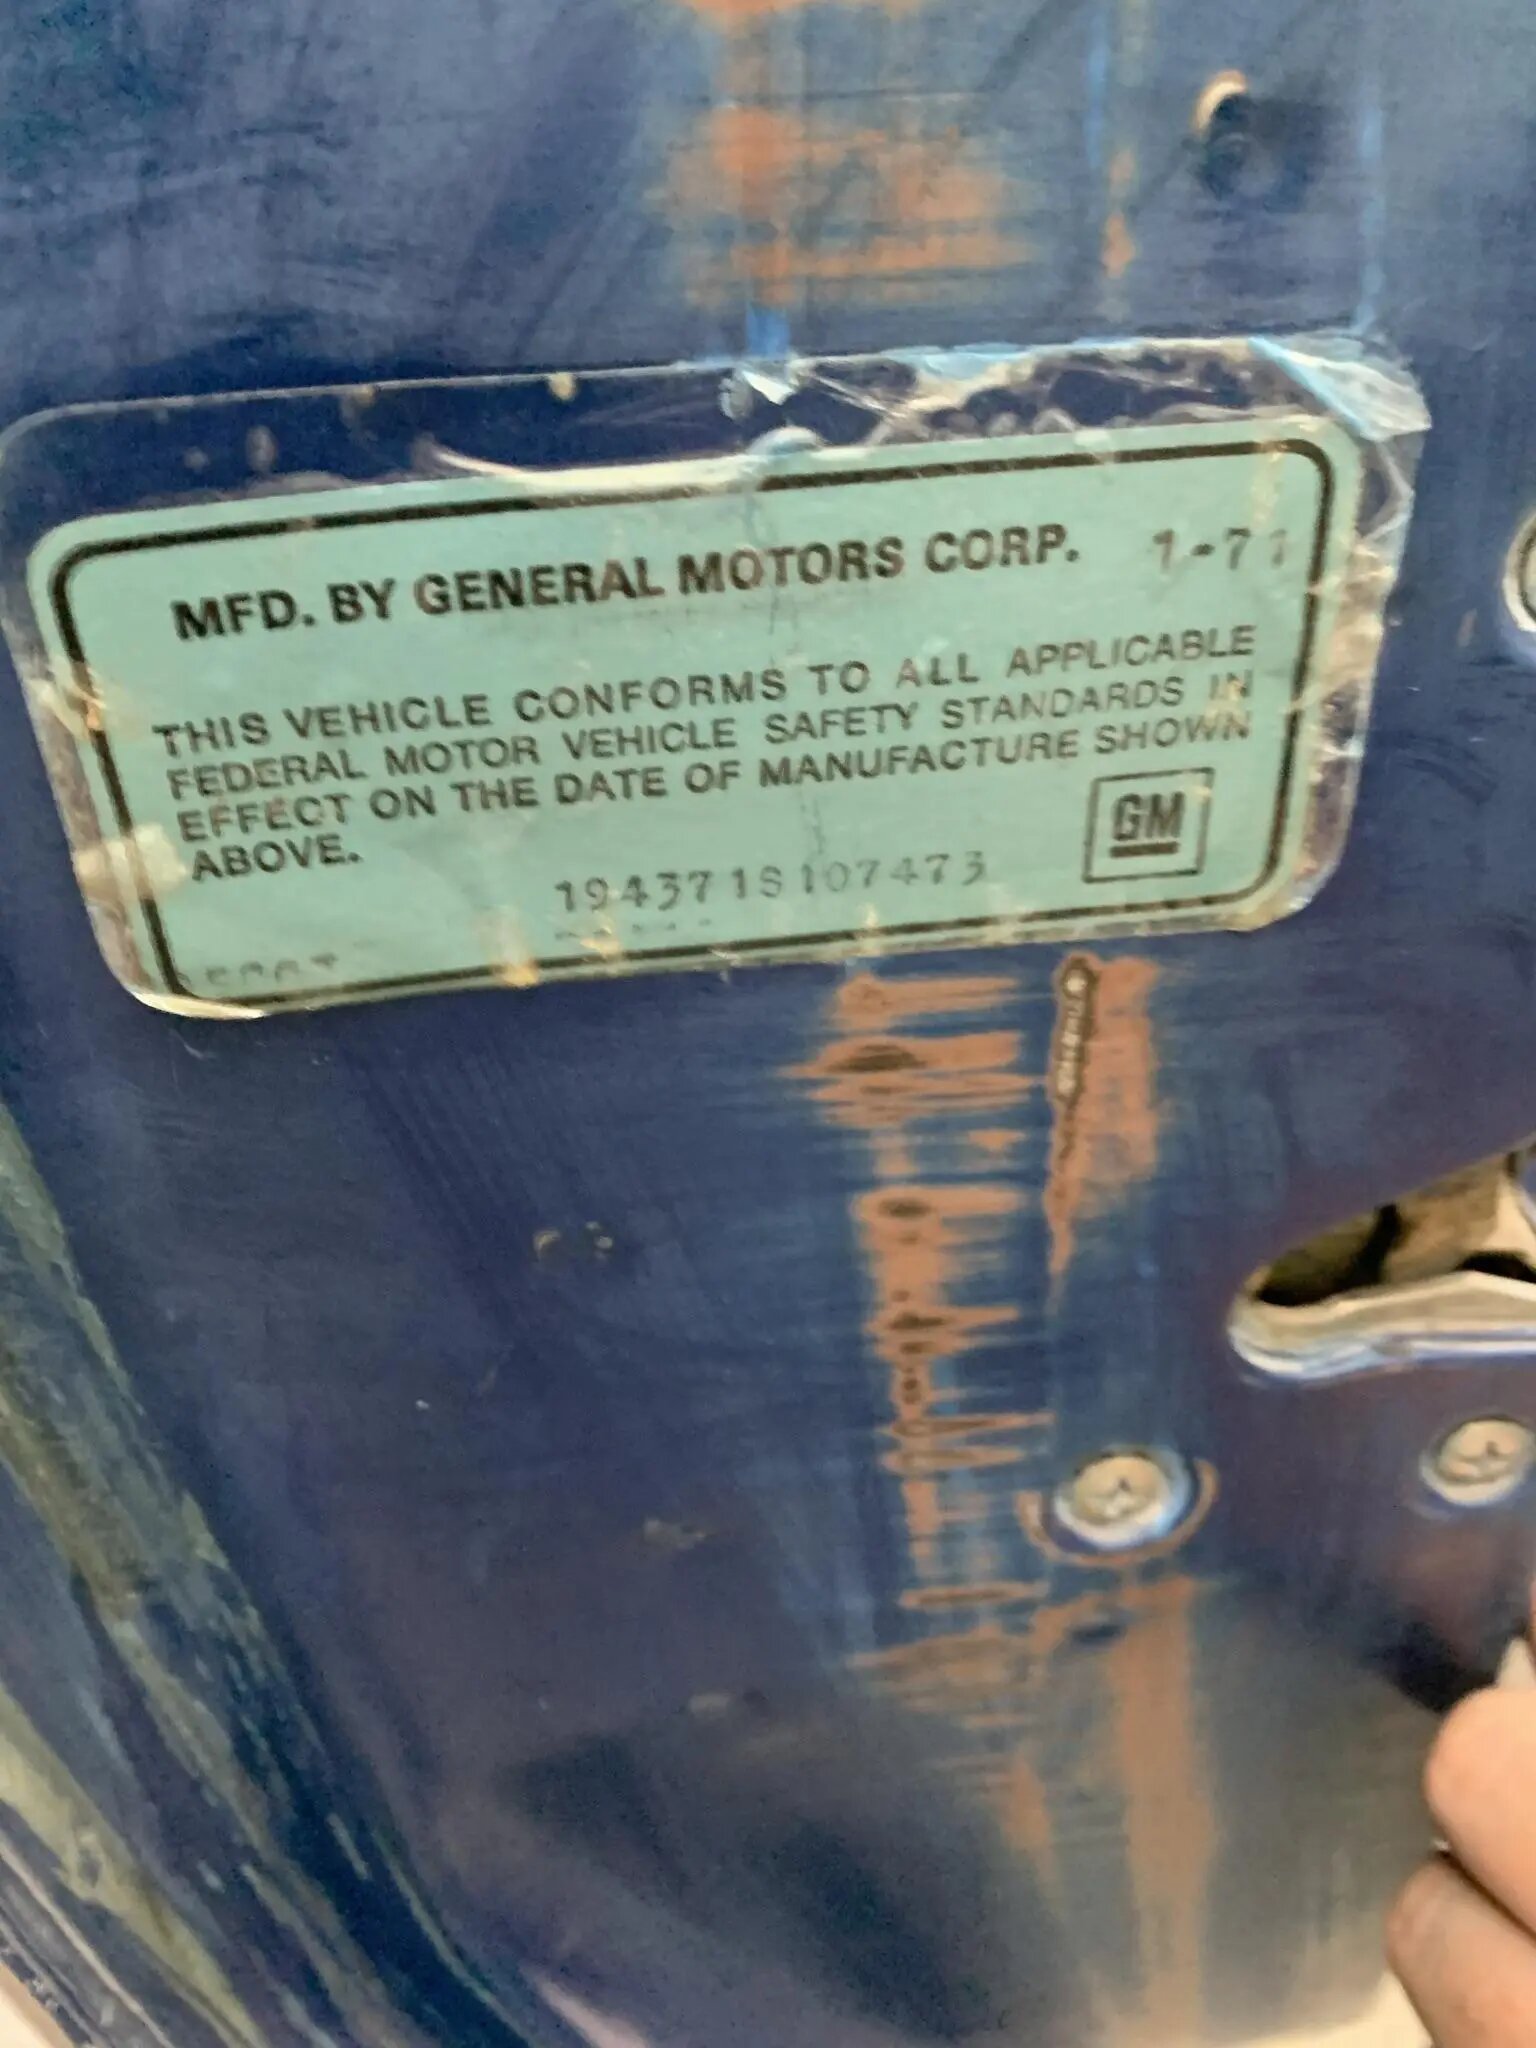 MFD. BY GENERAL MOTORS CORP. 1-71
THIS VEHICLE CONFORMS TO ALL APPLICABLE
FEDERAL MOTOR VEHICLE SAFETY STANDARDS IN
EFFECT ON THE DATE OF MANUFACTURE SHOWN
ABOVE.
GM
194371S107473